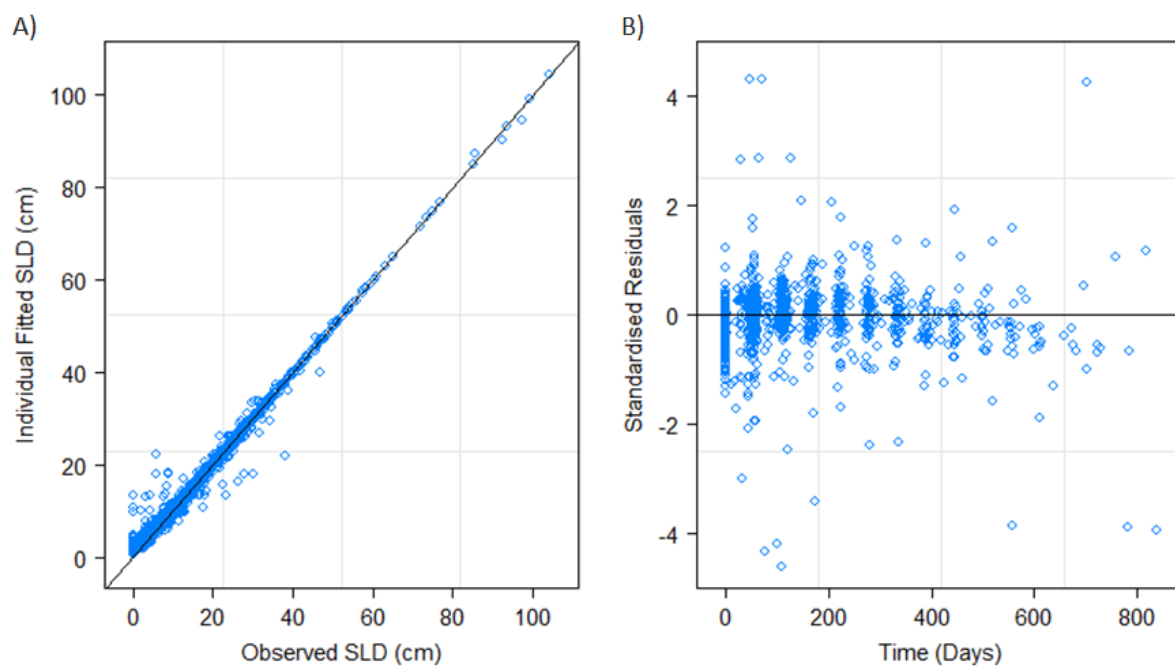 A)
B)
100
80
60
40
20
0
Individual Fitted SLD (cm)
0 20 40 60 80 100
Observed SLD (cm)
4
2
0
-2
-4
Standardised Residuals
0 200 400 600 800
Time (Days)